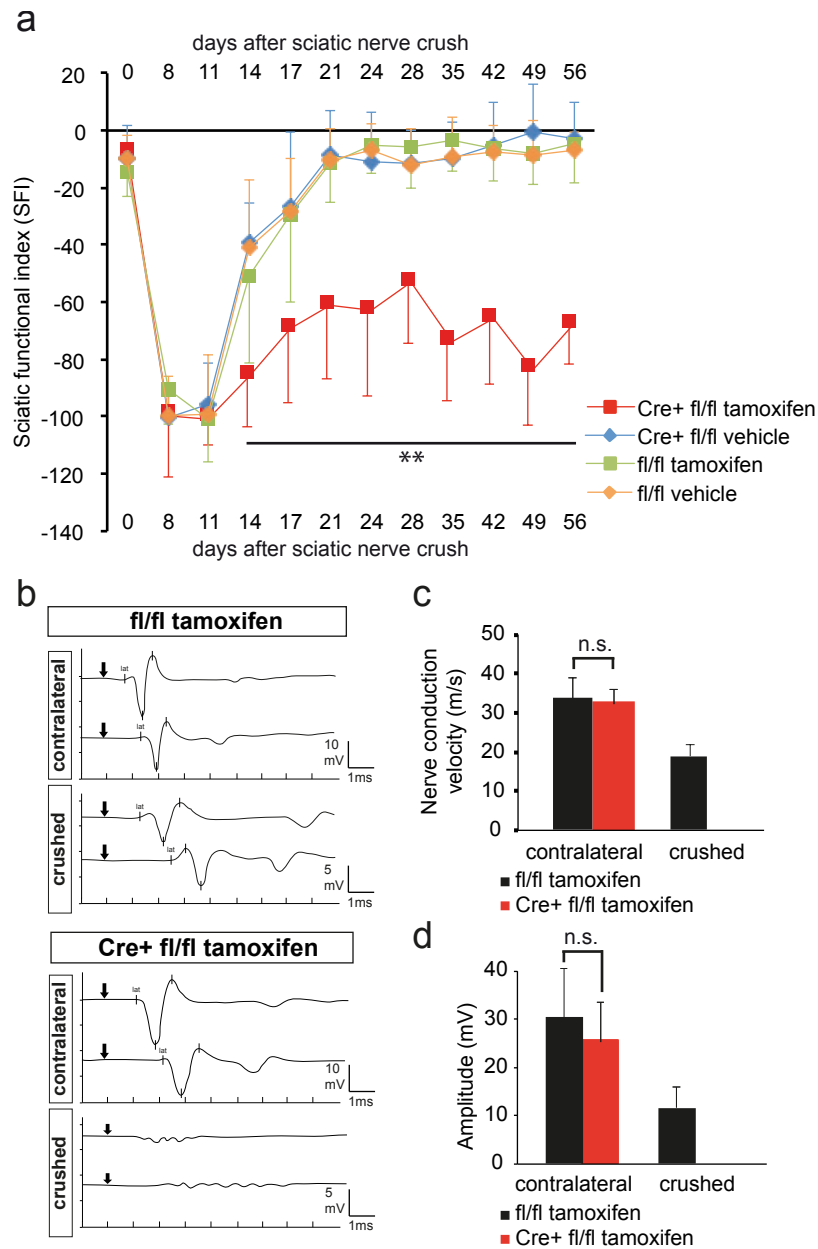 a
days after sciatic nerve crush
0 8 11 14 17 21 24 28 35 42 49 56
Sciatic functional index (SFI)
20
0
-20
-40
-60
-80
-100
-120
-140
**
Cre+ fl/fl tamoxifen
Cre+ fl/fl vehicle
fl/fl tamoxifen
fl/fl vehicle
0 8 11 14 17 21 24 28 35 42 49 56
days after sciatic nerve crush
b
fl/fl tamoxifen
contralateral
lat
lat
10
mV
1ms
crushed
lat
lat
5
mV
1ms
Cre+ fl/fl tamoxifen
contralateral
lat
lat
10
mV
1ms
crushed
5
mV
1ms
c
Nerve conduction
velocity (m/s)
50
40
30
20
10
0
n.s.
contralateral crushed
fl/fl tamoxifen
Cre+ fl/fl tamoxifen
d
Amplitude (mV)
40
30
20
10
0
n.s.
contralateral crushed
fl/fl tamoxifen
Cre+ fl/fl tamoxifen